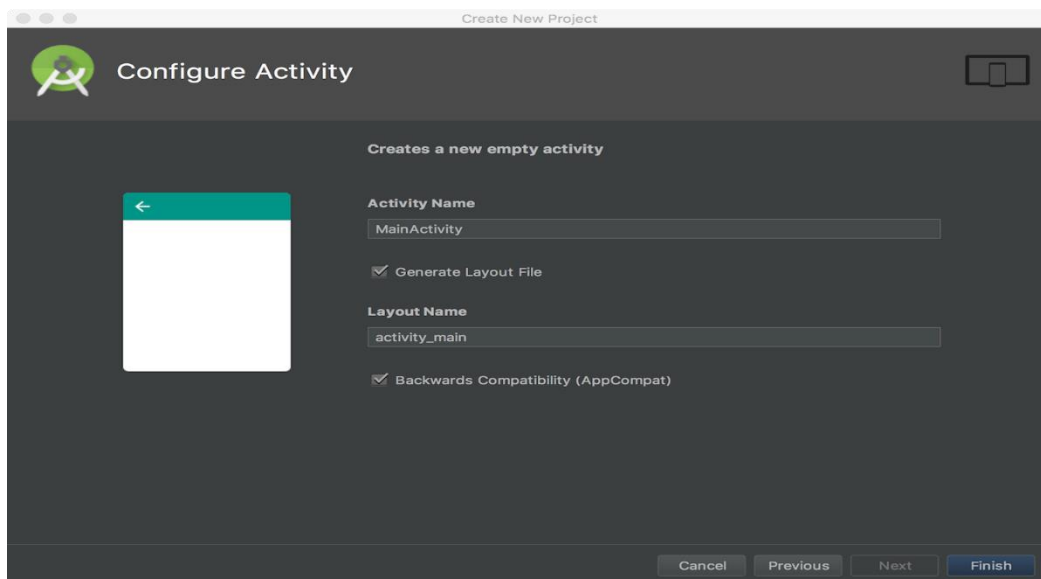 Create New Project
Configure Activity
Creates a new empty activity
Activity Name
MainActivity
Generate Layout File
Layout Name
activity_main
Backwards Compatibility (AppCompat)
Cancel Previous Next Finish